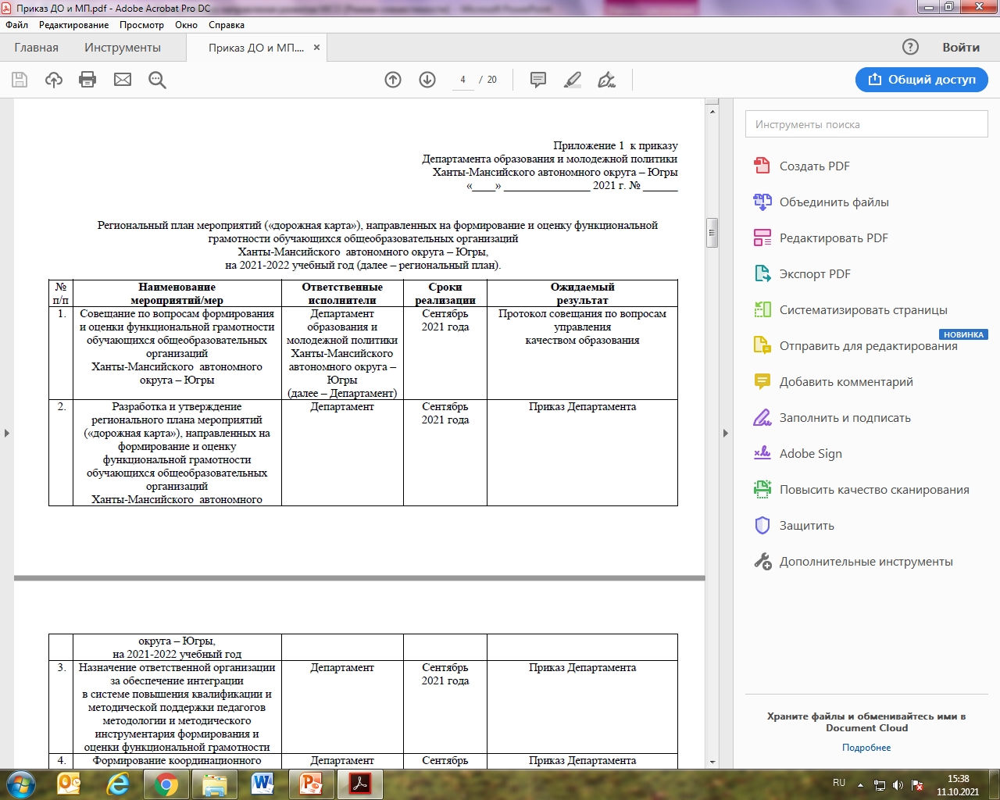 Приказ ДО и МП.pdf - Adobe Acrobat Pro DC
Файл Редактирование Просмотр Окно Справка
Главная Инструменты Приказ ДО и МП.... × ? Войти
4 / 20 Общий доступ
Инструменты поиска
Создать PDF
Объединить файлы
Редактировать PDF
Экспорт PDF
Систематизировать страницы
НОВИНКА
Отправить для редактирования
Добавить комментарий
Заполнить и подписать
Adobe Sign
Повысить качество сканирования
Защитить
Дополнительные инструменты
Храните файлы и обменивайтесь ими в
Document Cloud
Подробнее
Приложение 1 к приказу
Департамента образования и молодежной политики
Ханты-Мансийского автономного округа – Югры
«____» _______________ 2021 г. № ______
Региональный план мероприятий («дорожная карта»), направленных на формирование и оценку функциональной
грамотности обучающихся общеобразовательных организаций
Ханты-Мансийского автономного округа – Югры,
на 2021-2022 учебный год (далее – региональный план).
№
п/п
Наименование
мероприятий/мер
Ответственные
исполнители
Сроки
реализации
Ожидаемый
результат
1.
Совещание по вопросам формирования
и оценки функциональной грамотности
обучающихся общеобразовательных
организаций
Ханты-Мансийского автономного
округа – Югры
Департамент
образования и
молодежной политики
Ханты-Мансийского
автономного округа –
Югры
(далее – Департамент)
Сентябрь
2021 года
Протокол совещания по вопросам
управления
качеством образования
2.
Разработка и утверждение
регионального плана мероприятий
(«дорожная карта»), направленных на
формирование и оценку
функциональной грамотности
обучающихся общеобразовательных
организаций
Ханты-Мансийского автономного
Департамент
Сентябрь
2021 года
Приказ Департамента
округа – Югры,
на 2021-2022 учебный год
3.
Назначение ответственной организации
за обеспечение интеграции
в системе повышения квалификации и
методической поддержки педагогов
методологии и методического
инструментария формирования и
оценки функциональной грамотности
Департамент
Сентябрь
2021 года
Приказ Департамента
4.
Формирование координационного
Департамент
Сентябрь
Приказ Департамента
RU
15:38
11.10.2021